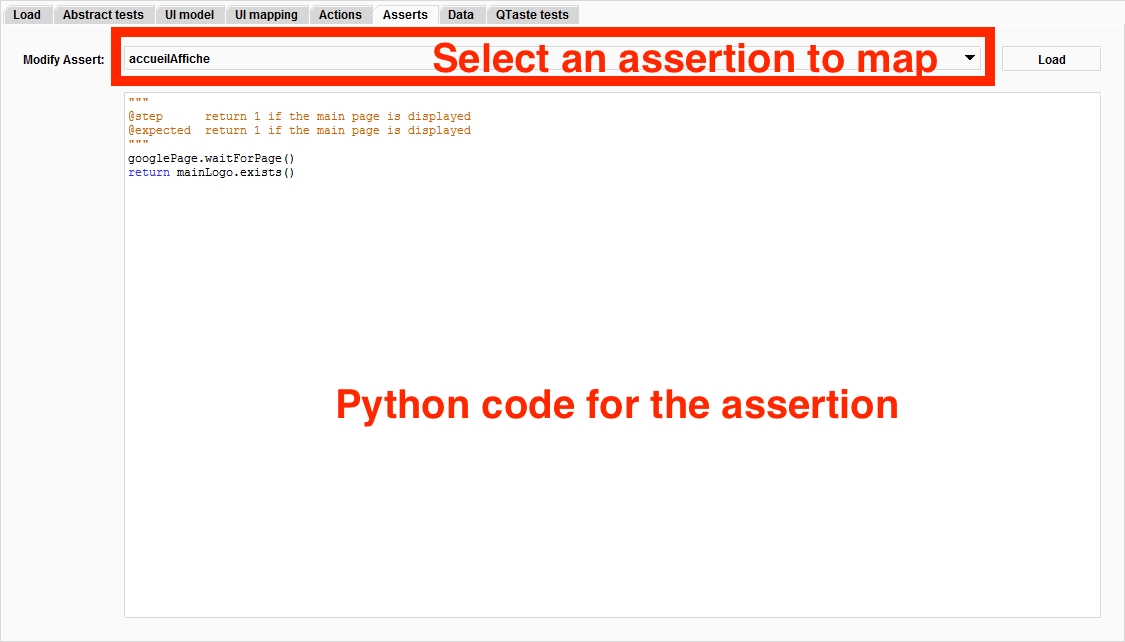 Load Abstract tests UI model UI mapping Actions Asserts Data QTaste tests
Modify Assert: accueilAffiche Select an assertion to map Load
"""
@step      return 1 if the main page is displayed
@expected  return 1 if the main page is displayed
"""
googlePage.waitForPage()
return mainLogo.exists()
Python code for the assertion